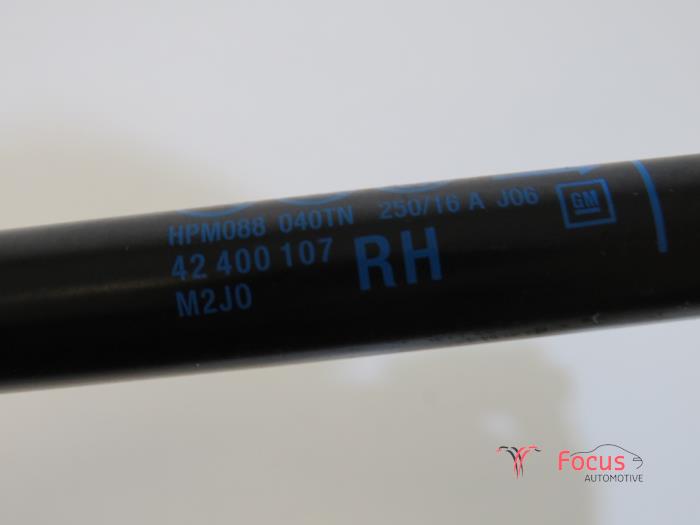 HPM088 040TN 250/16 A J06 GM
42 400 107 RH
M2J0
Focus
AUTOMOTIVE